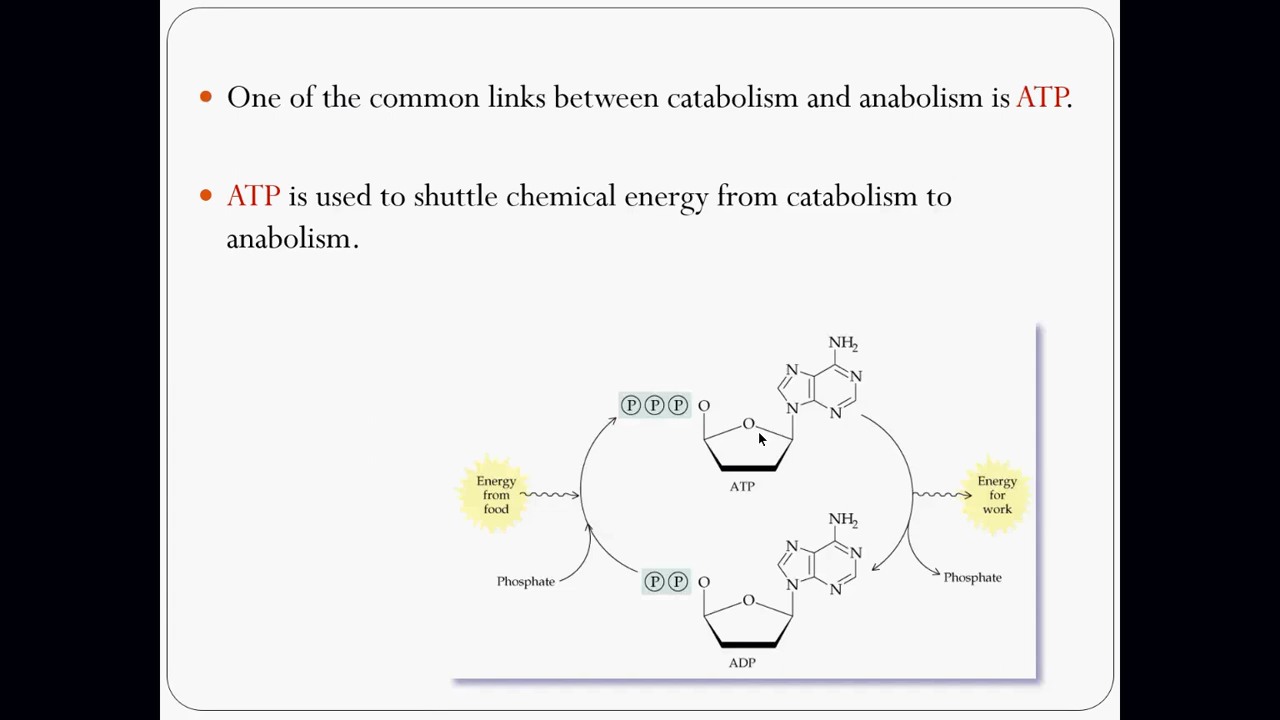 One of the common links between catabolism and anabolism is ATP.
ATP is used to shuttle chemical energy from catabolism to
anabolism.
NH2
N
N
N
N
P P P O
O
ATP
Energy
from
food
Energy
for
work
Phosphate
Phosphate
NH2
N
N
N
N
P P O
O
ADP